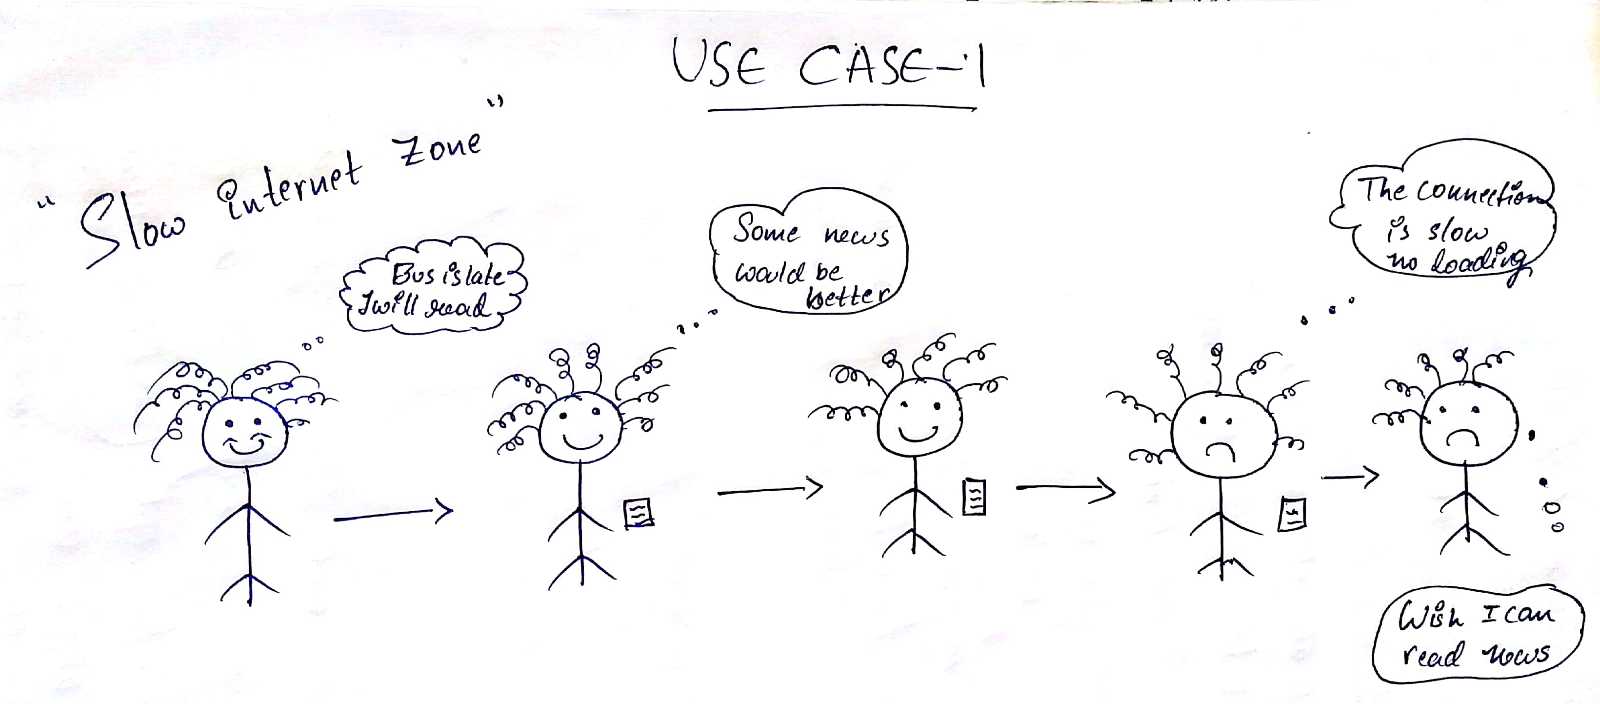 USE CASE-1
"Slow internet Zone"
Bus is late
I will read
Some news
would be
better
The connection
is slow
no loading
Wish I can
read news